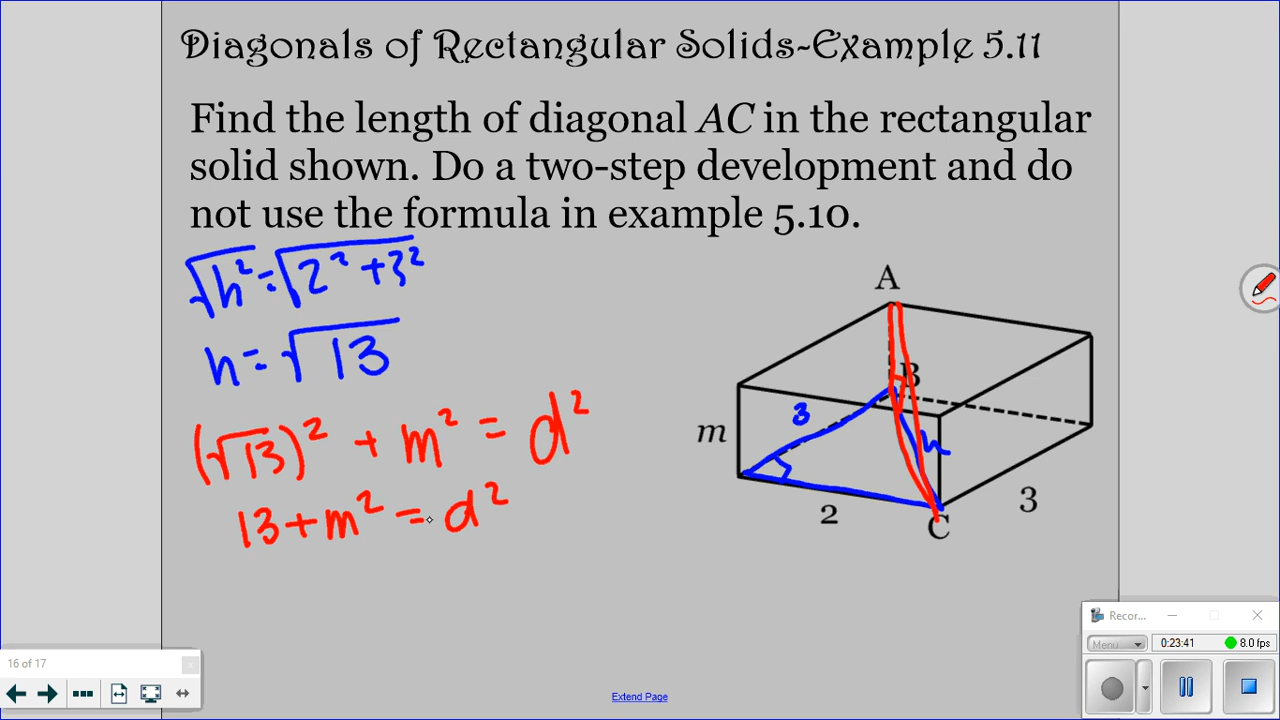 Diagonals of Rectangular Solids-Example 5.11
Find the length of diagonal AC in the rectangular
solid shown. Do a two-step development and do
not use the formula in example 5.10.
√h² = √2² + 3²
h = √13
(√13)² + m² = d²
13 + m² = d²
A
B
3
m
h
2
3
C
Recor...
Menu
0:23:41
8.0 fps
16 of 17
Extend Page